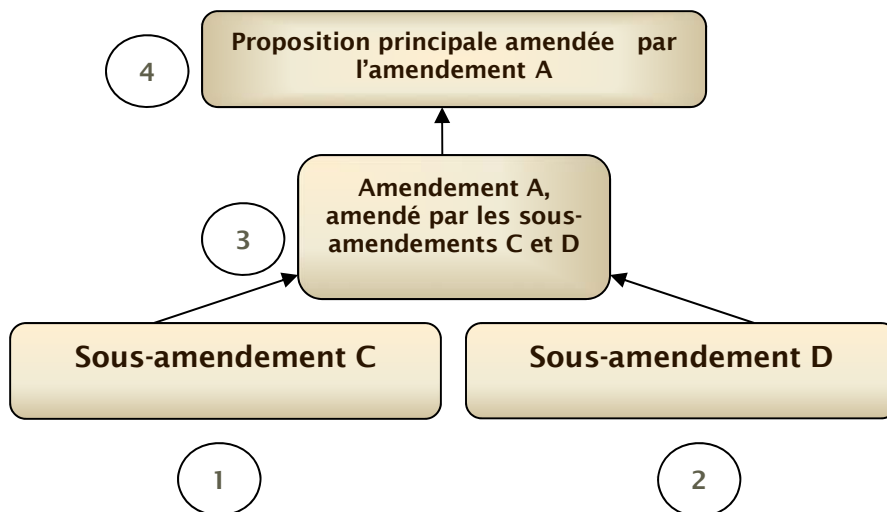 Proposition principale amendée par
l'amendement A
4
Amendement A,
amendé par les sous-
amendements C et D
3
Sous-amendement C
Sous-amendement D
1
2